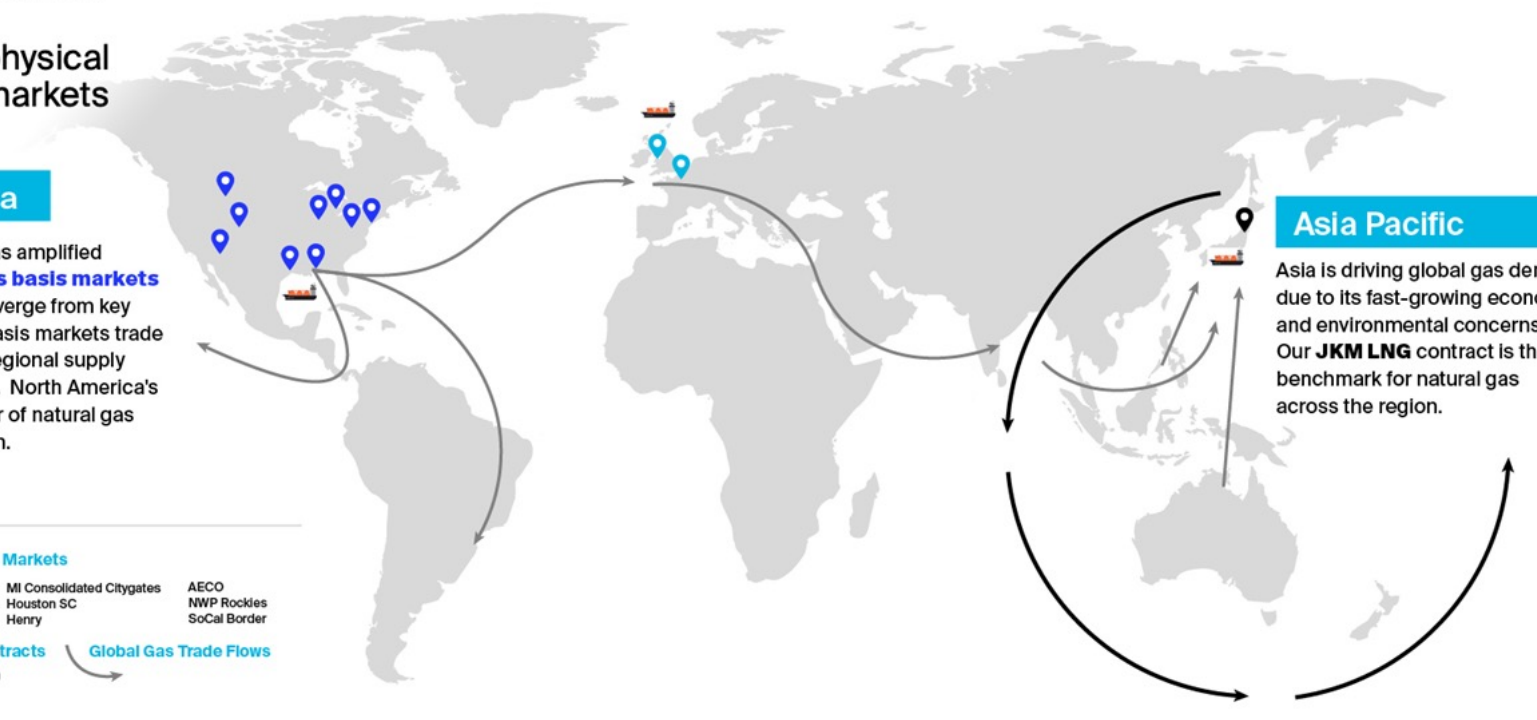 hysical
markets
a
s amplified
s basis markets
verge from key
asis markets trade
egional supply
North America's
r of natural gas
n.
Asia Pacific
Asia is driving global gas der
due to its fast-growing econo
and environmental concerns
Our JKM LNG contract is th
benchmark for natural gas
across the region.
Markets
MI Consolidated Citygates
Houston SC
Henry
AECO
NWP Rockies
SoCal Border
tracts
Global Gas Trade Flows